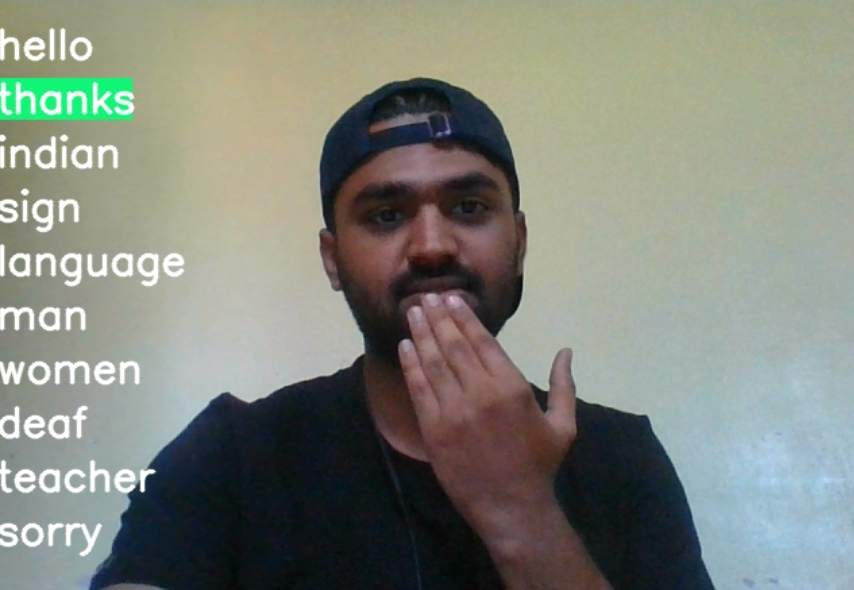 hello
thanks
indian
sign
language
man
women
deaf
teacher
sorry